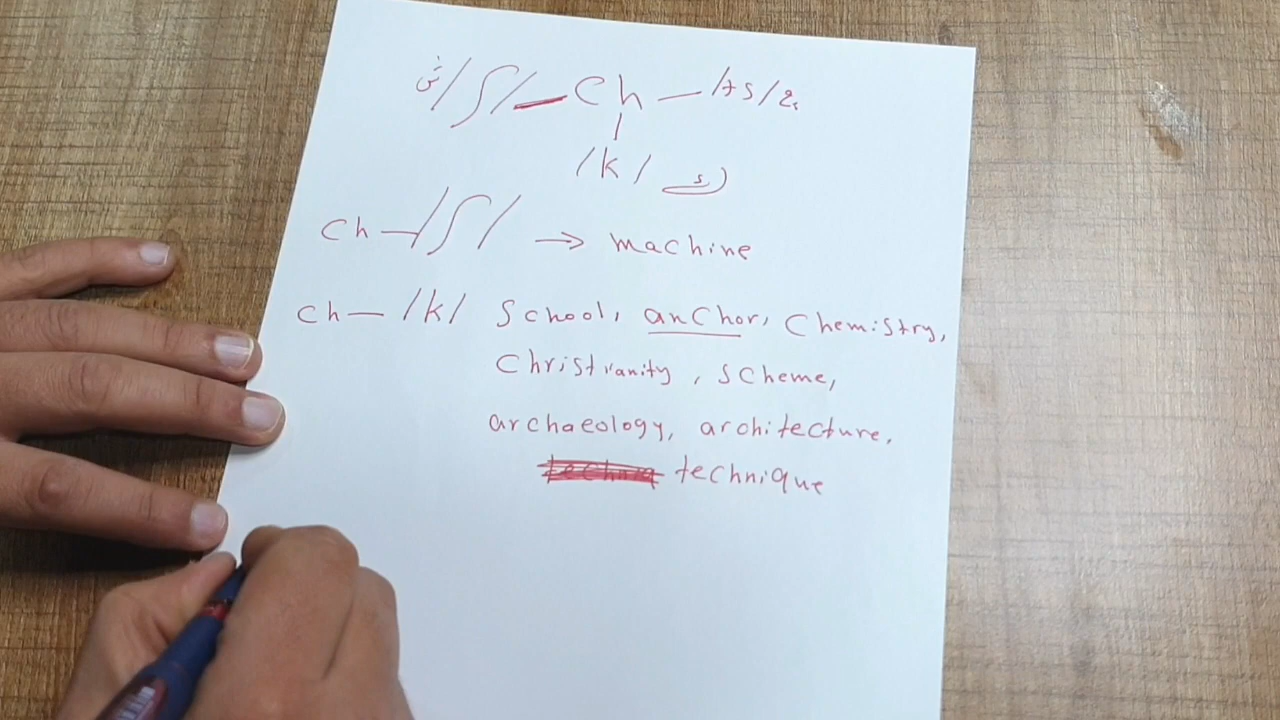 ش /ʃ/ — Ch — /tʃ/ چ
/k/ ك
Ch — /ʃ/ → machine
Ch — /k/ School, anchor, Chemistry,
Christianity, scheme,
archaeology, architecture,
technique